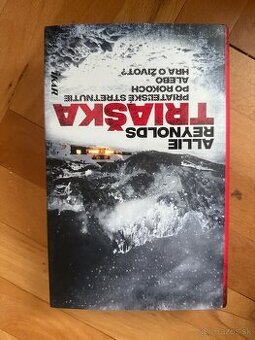 ALLIE
REYNOLDS
TRIAŠKA
PRIATEĽSKÉ STRETNUTIE
PO ROKOCH
ALEBO
HRA O ŽIVOT?
IKAR